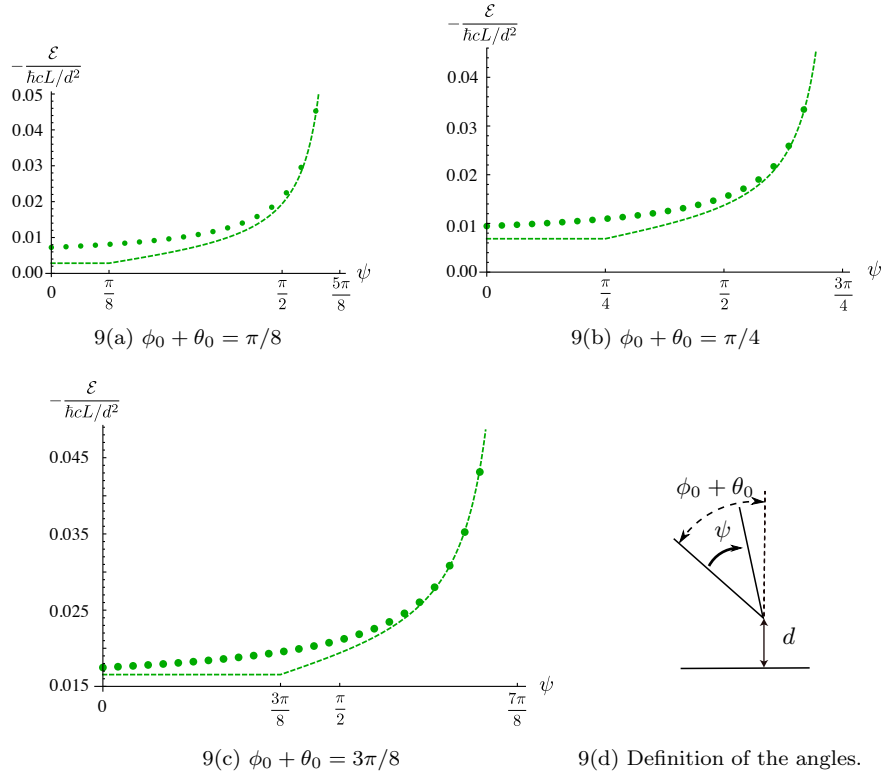 −ℰ/(ħcL/d²)
0.05
0.04
0.03
0.02
0.01
0.00
0
π/8
π/2
5π/8
ψ
9(a) ϕ₀ + θ₀ = π/8
−ℰ/(ħcL/d²)
0.04
0.03
0.02
0.01
0.00
0
π/4
π/2
3π/4
ψ
9(b) ϕ₀ + θ₀ = π/4
−ℰ/(ħcL/d²)
0.045
0.035
0.025
0.015
0
3π/8
π/2
7π/8
ψ
9(c) ϕ₀ + θ₀ = 3π/8
ϕ₀ + θ₀
ψ
d
9(d) Definition of the angles.